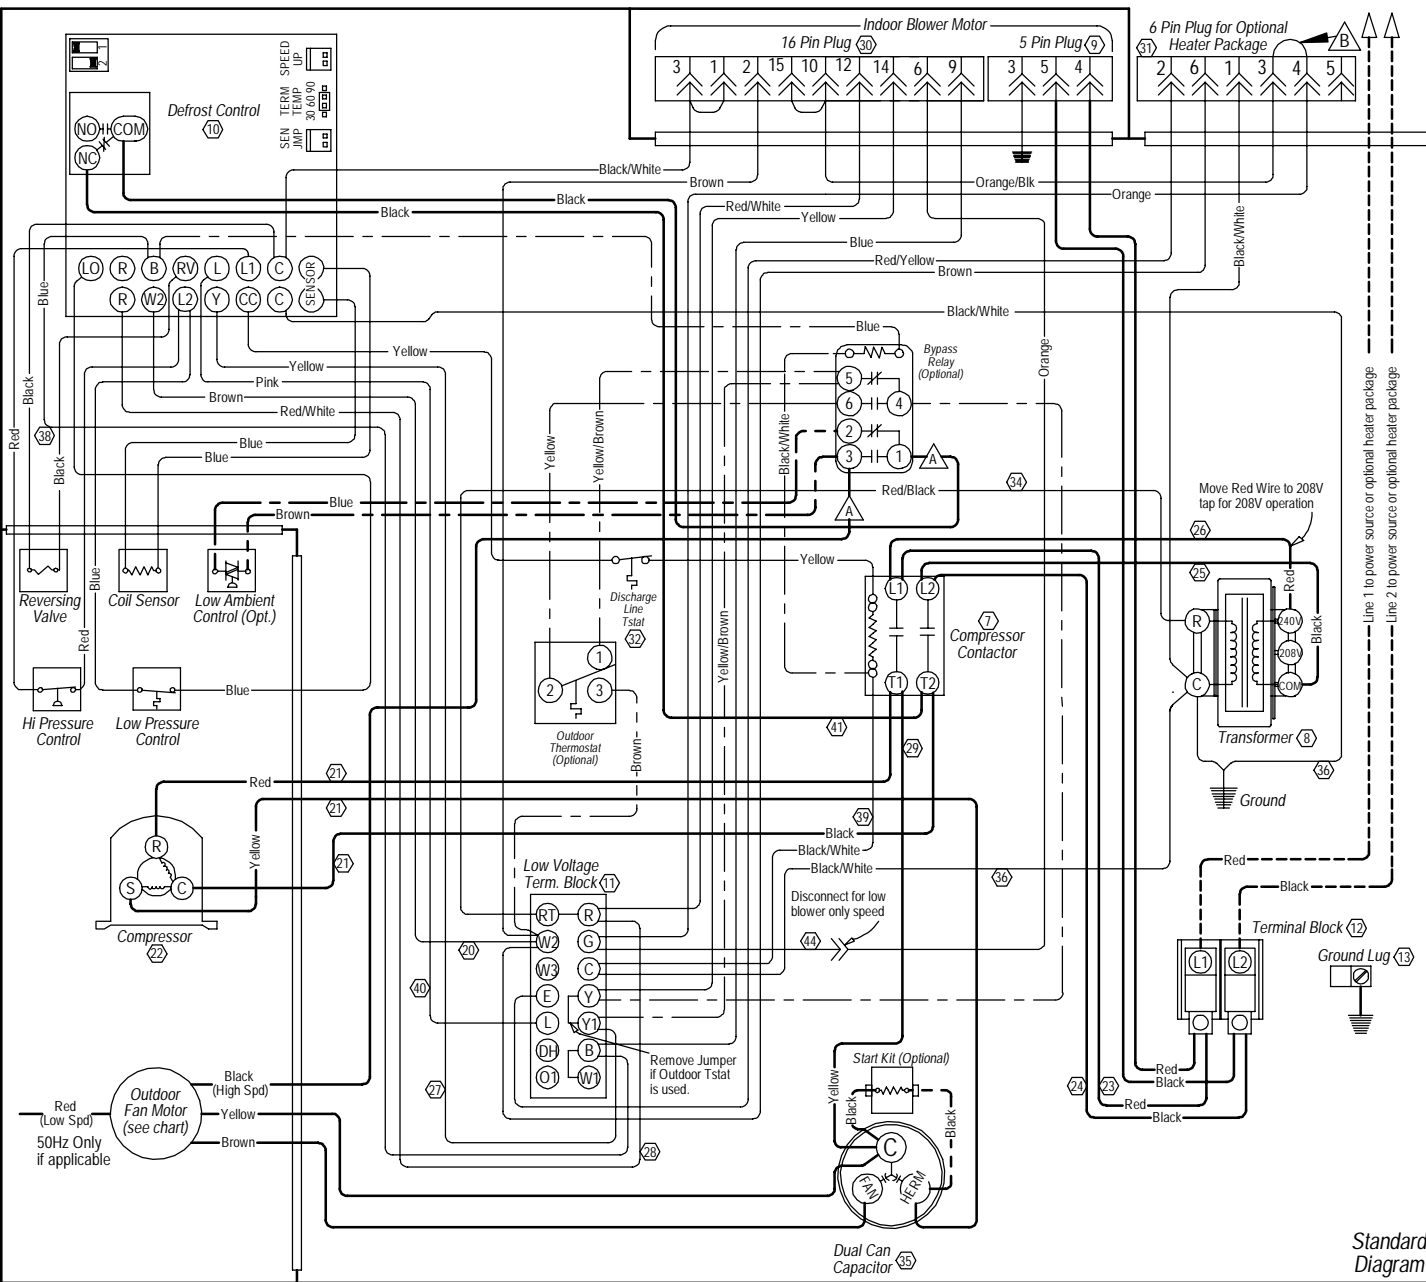 Indoor Blower Motor
16 Pin Plug 30
5 Pin Plug 9
6 Pin Plug for Optional
Heater Package
31
B
3 1 2 15 10 12 14 6 9
3 5 4
2 6 1 3 4 5
1
2
SPEED
UP
TERM
TEMP
30 60 90
SEN
JMP
Defrost Control
10
NO
COM
NC
Black/White
Brown
Orange/Blk
Orange
Black
Red/White
Black
Yellow
Blue
Red/Yellow
Brown
Black/White
LO R B RV L L1 C
SENSOR
R W2 L2 Y CC C
Blue
Black/White
Blue
Bypass
Relay
(Optional)
Orange
Yellow
Yellow
Pink
Brown
Red/White
Blue
Blue
Black
Red
38
Black
Yellow
Yellow/Brown
Black/White
5
6
4
2
3
1
A
A
Red/Black
34
Blue
Brown
Move Red Wire to 208V
tap for 208V operation
26
25
Line 1 to power source or optional heater package
Line 2 to power source or optional heater package
Reversing
Valve
Coil Sensor
Low Ambient
Control (Opt.)
Blue
Red
Yellow
Discharge
Line
Tstat
32
L1 L2
7
Compressor
Contactor
T1 T2
Yellow/Brown
Red
Black
R
C
240V
208V
COM
Transformer 8
36
Ground
Blue
Hi Pressure
Control
Low Pressure
Control
1
2
3
Outdoor
Thermostat
(Optional)
Brown
41
29
Red
21
21
Yellow
21
39
Black
Black/White
Black/White
36
R
S
C
Compressor
22
Low Voltage
Term. Block 11
RT R
W2 G
W3 C
E Y
L Y1
DH B
O1 W1
20
40
27
28
Disconnect for low
blower only speed
44
Remove Jumper
if Outdoor Tstat
is used.
Red
Black
Terminal Block 12
Ground Lug 13
L1 L2
Red
Black
24
23
Red
Black
Start Kit (Optional)
Yellow
Black
Black
C
FAN
HERM
Dual Can
Capacitor 35
Outdoor
Fan Motor
(see chart)
Black
(High Spd)
Yellow
Brown
Red
(Low Spd)
50Hz Only
if applicable
Standard
Diagram